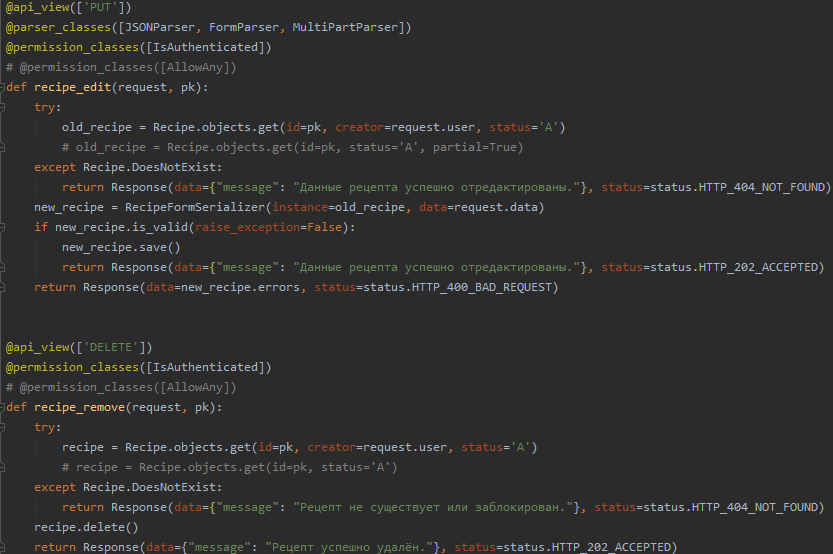 @api_view(['PUT'])
@parser_classes([JSONParser, FormParser, MultiPartParser])
@permission_classes([IsAuthenticated])
# @permission_classes([AllowAny])
def recipe_edit(request, pk):
    try:
        old_recipe = Recipe.objects.get(id=pk, creator=request.user, status='A')
        # old_recipe = Recipe.objects.get(id=pk, status='A', partial=True)
    except Recipe.DoesNotExist:
        return Response(data={"message": "Данные рецепта успешно отредактированы."}, status=status.HTTP_404_NOT_FOUND)
    new_recipe = RecipeFormSerializer(instance=old_recipe, data=request.data)
    if new_recipe.is_valid(raise_exception=False):
        new_recipe.save()
        return Response(data={"message": "Данные рецепта успешно отредактированы."}, status=status.HTTP_202_ACCEPTED)
    return Response(data=new_recipe.errors, status=status.HTTP_400_BAD_REQUEST)
@api_view(['DELETE'])
@permission_classes([IsAuthenticated])
# @permission_classes([AllowAny])
def recipe_remove(request, pk):
    try:
        recipe = Recipe.objects.get(id=pk, creator=request.user, status='A')
        # recipe = Recipe.objects.get(id=pk, status='A')
    except Recipe.DoesNotExist:
        return Response(data={"message": "Рецепт не существует или заблокирован."}, status=status.HTTP_404_NOT_FOUND)
    recipe.delete()
    return Response(data={"message": "Рецепт успешно удалён."}, status=status.HTTP_202_ACCEPTED)